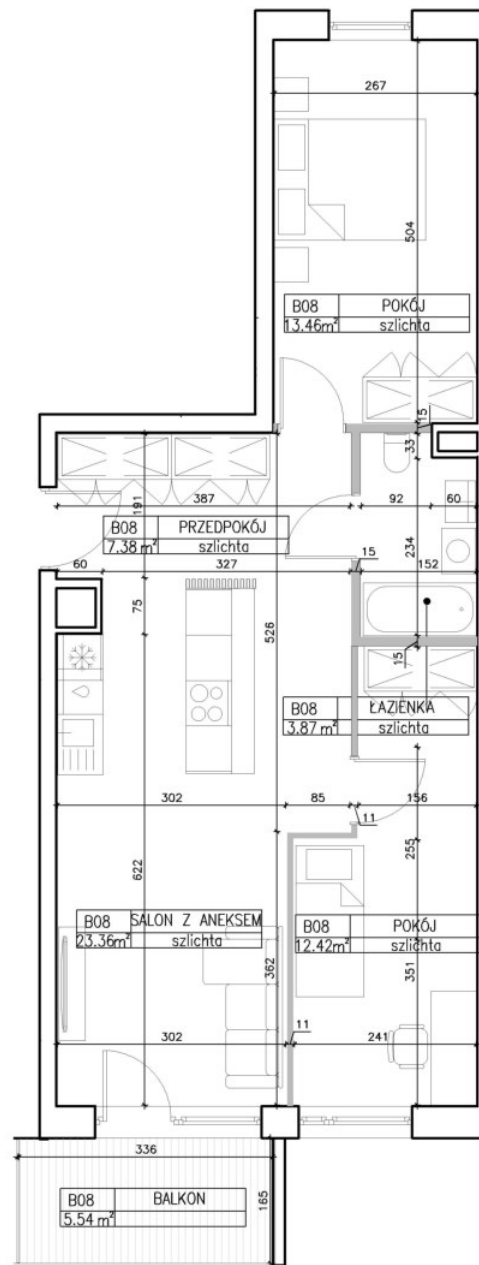 267
504
B08 POKÓJ
13.46m² szlichta
15
33
387
92 60
191
B08 PRZEDPOKÓJ
7.38 m² szlichta
234
60 327 15 152
75
526
15
B08 ŁAZIENKA
3.87 m² szlichta
302 85 156
11
255
622
B08 SALON Z ANEKSEM
23.36m² szlichta
B08 POKÓJ
12.42m² szlichta
362
351
11
302 241
336
165
B08 BALKON
5.54 m²